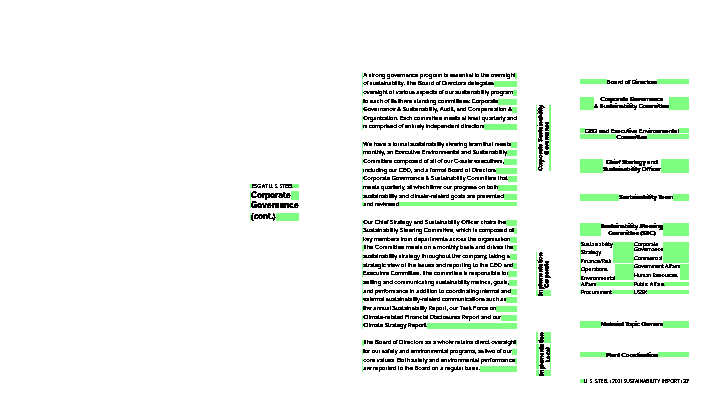 ESG AT U. S. STEEL
Corporate
Governance
(cont.)
A strong governance program is essential to the oversight
of sustainability. The Board of Directors delegates
oversight of various aspects of our sustainability program
to each of its three standing committees: Corporate
Governance & Sustainability, Audit, and Compensation &
Organization. Each committee meets at least quarterly and
is comprised of entirely independent directors.
We have a formal sustainability steering team that meets
monthly, an Executive Environmental and Sustainability
Committee composed of all of our C-suite executives,
including our CEO, and a formal Board of Directors
Corporate Governance & Sustainability Committee that
meets quarterly, all which their our progress on both
sustainability and climate-related goals are presented
and reviewed.
Our Chief Strategy and Sustainability Officer chairs the
Sustainability Steering Committee, which is composed of
key members from departments across the organization.
The Committee meets on a monthly basis and drives the
sustainability strategy throughout the company, taking a
strategic view of the issues and reporting to the CEO and
Executive Committee. The committee is responsible for
setting and communicating sustainability metrics, goals,
and performance in addition to coordinating internal and
external sustainability-related communications such as
the annual Sustainability Report, our Task Force on
Climate-related Financial Disclosures Report and our
Climate Strategy Report.
The Board of Directors as a whole retains direct oversight
for our safety and environmental programs, as two of our
core values. Both safety and environmental performance
are reported to the Board on a regular basis.
Corporate Sustainability
Governance
Corporate
Implementation
Local
Implementation
Board of Directors
Corporate Governance
& Sustainability Committee
CEO and Executive Environmental
Committee
Chief Strategy and
Sustainability Officer
Sustainability Team
Sustainability Steering
Committee (SSC)
Sustainability
Strategy
Finance/Risk
Operations
Environmental
Affairs
Procurement
Corporate
Governance
Commercial
Government Affairs
Human Resources
Public Affairs
USSK
Material Topic Owners
Plant Coordination
U. S. STEEL | 2021 SUSTAINABILITY REPORT | 27